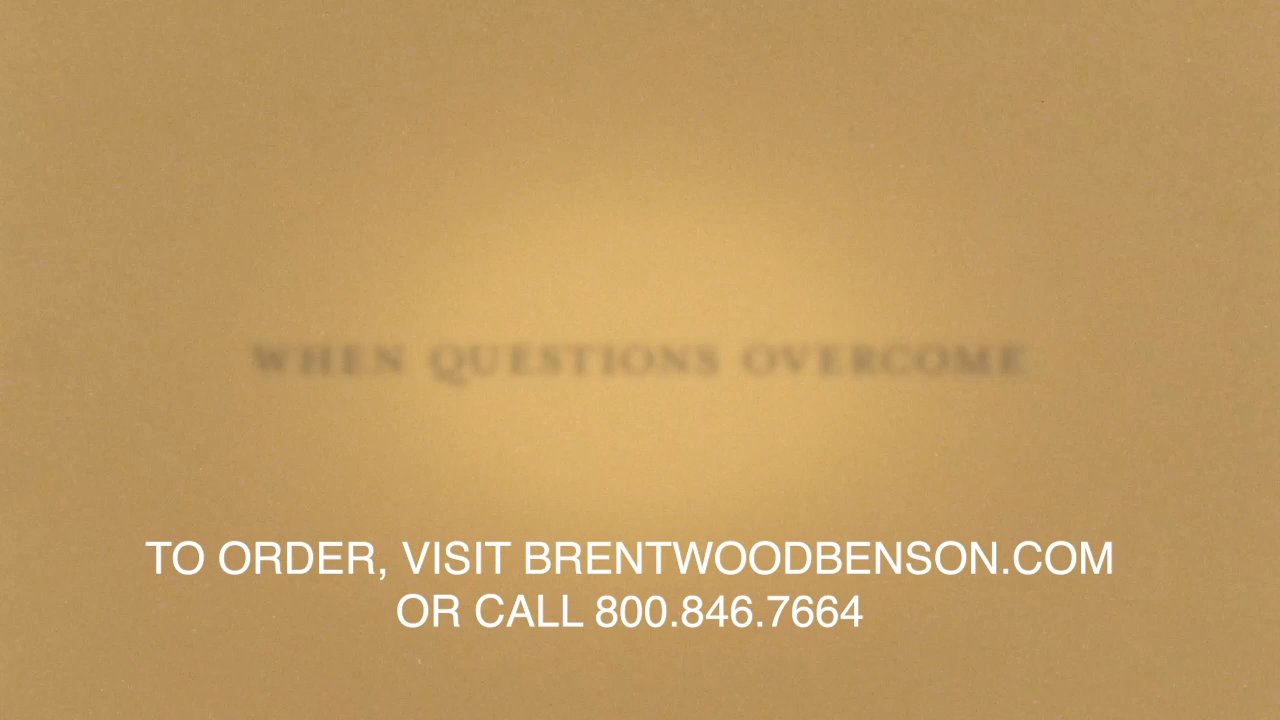 WHEN QUESTIONS OVERCOME
TO ORDER, VISIT BRENTWOODBENSON.COM
OR CALL 800.846.7664